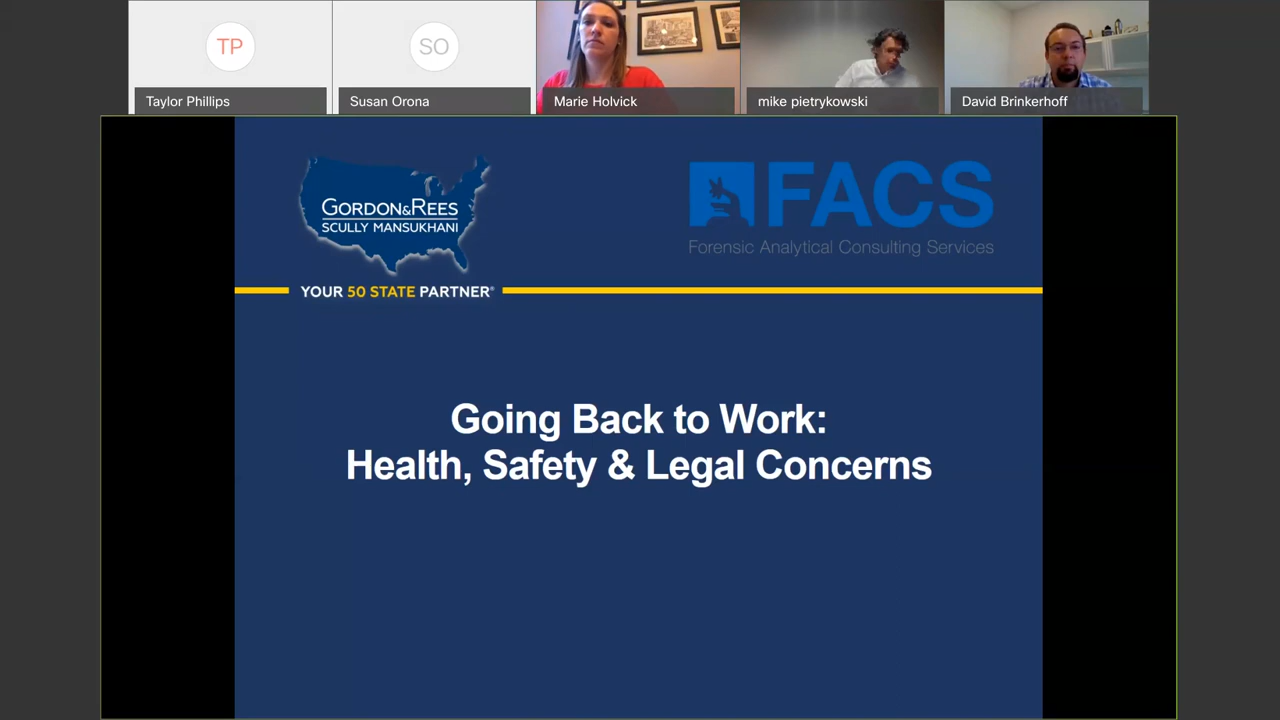 TP
SO
Taylor Phillips
Susan Orona
Marie Holvick
mike pietrykowski
David Brinkerhoff
GORDON&REES
SCULLY MANSUKHANI
YOUR 50 STATE PARTNER®
FACS
Forensic Analytical Consulting Services
Going Back to Work:
Health, Safety & Legal Concerns